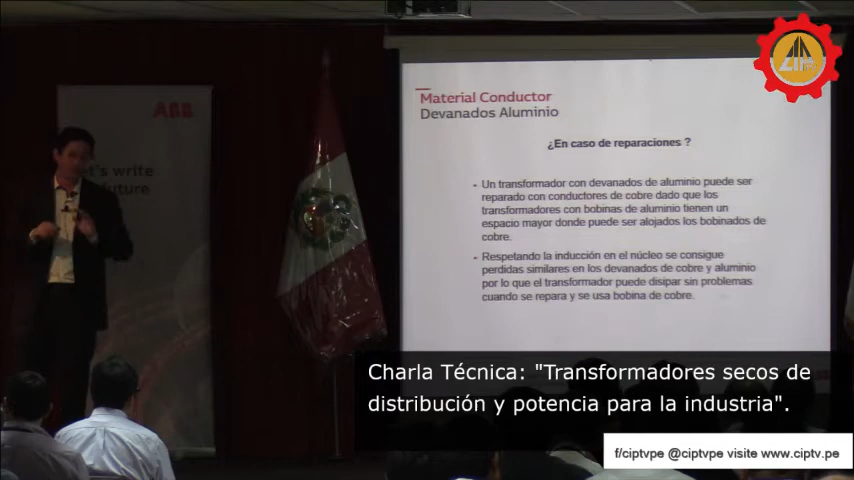 ABB
let's write
future
Material Conductor
Devanados Aluminio
¿En caso de reparaciones ?
- Un transformador con devanados de aluminio puede ser
reparado con conductores de cobre dado que los
transformadores con bobinas de aluminio tienen un
espacio mayor donde puede ser alojados los bobinados de
cobre.
- Respetando la inducción en el núcleo se consigue
perdidas similares en los devanados de cobre y aluminio
por lo que el transformador puede disipar sin problemas
cuando se repara y se usa bobina de cobre.
Charla Técnica: "Transformadores secos de
distribución y potencia para la industria".
f/ciptvpe @ciptvpe visite www.ciptv.pe